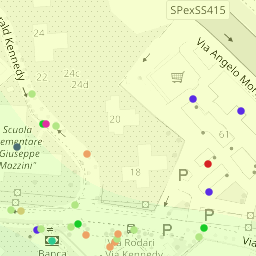 SPexSS415
rald Kennedy
Via Angelo Mo
24
22
24c
24d
20
61
Scuola
ementare
"Giuseppe
Mazzini"
18
P
P
P
P
Via
a Rodari
Banca
Via Kennedy